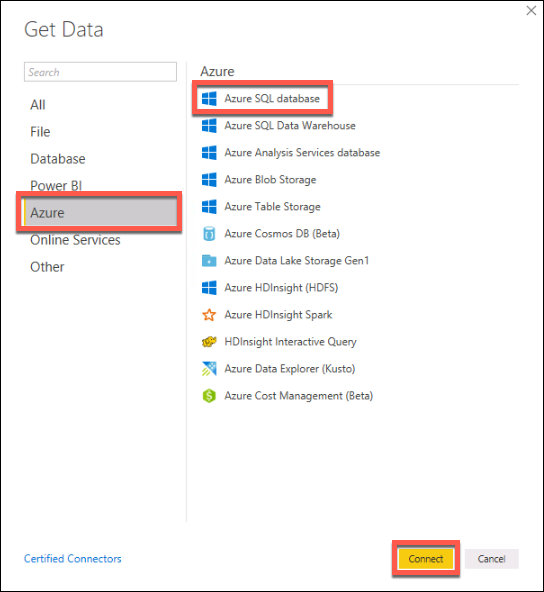 Get Data
Search
All
File
Database
Power BI
Azure
Online Services
Other
Azure
Azure SQL database
Azure SQL Data Warehouse
Azure Analysis Services database
Azure Blob Storage
Azure Table Storage
Azure Cosmos DB (Beta)
Azure Data Lake Storage Gen1
Azure HDInsight (HDFS)
Azure HDInsight Spark
HDInsight Interactive Query
Azure Data Explorer (Kusto)
Azure Cost Management (Beta)
Certified Connectors
Connect
Cancel